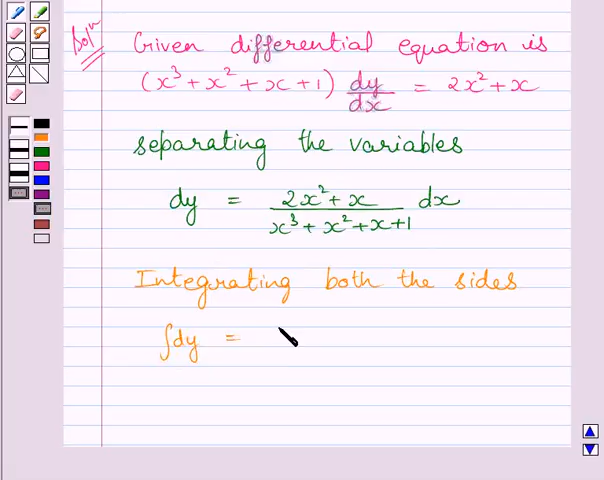 Solⁿ
Given differential equation is
(x³ + x² + x + 1) dy/dx = 2x² + x
separating the variables
dy = 2x² + x / x³ + x² + x + 1 dx
Integrating both the sides
∫dy =